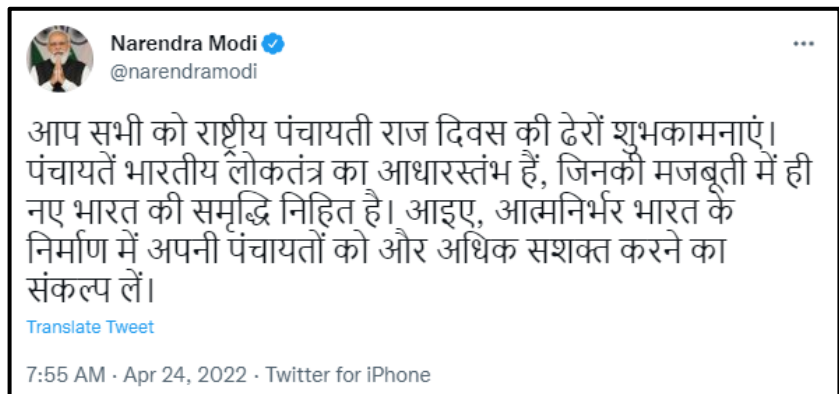 Narendra Modi
@narendramodi
आप सभी को राष्ट्रीय पंचायती राज दिवस की ढेरों शुभकामनाएं।
पंचायतें भारतीय लोकतंत्र का आधारस्तंभ हैं, जिनकी मजबूती में ही
नए भारत की समृद्धि निहित है। आइए, आत्मनिर्भर भारत के
निर्माण में अपनी पंचायतों को और अधिक सशक्त करने का
संकल्प लें।
Translate Tweet
7:55 AM · Apr 24, 2022 · Twitter for iPhone